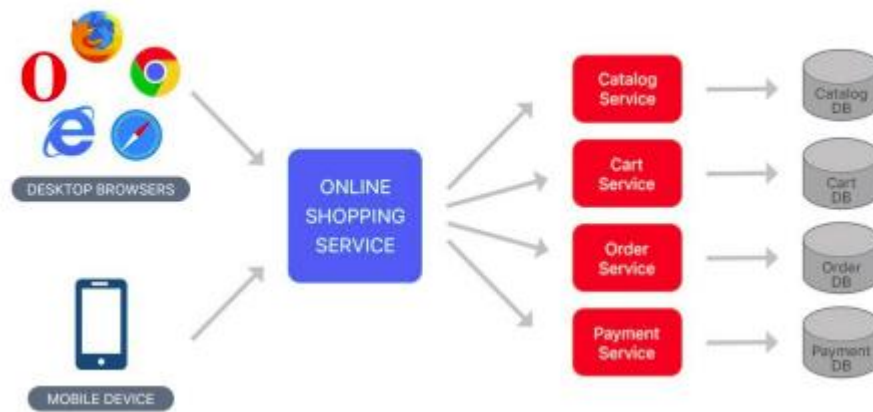 DESKTOP BROWSERS
MOBILE DEVICE
ONLINE
SHOPPING
SERVICE
Catalog
Service
Cart
Service
Order
Service
Payment
Service
Catalog
DB
Cart
DB
Order
DB
Payment
DB